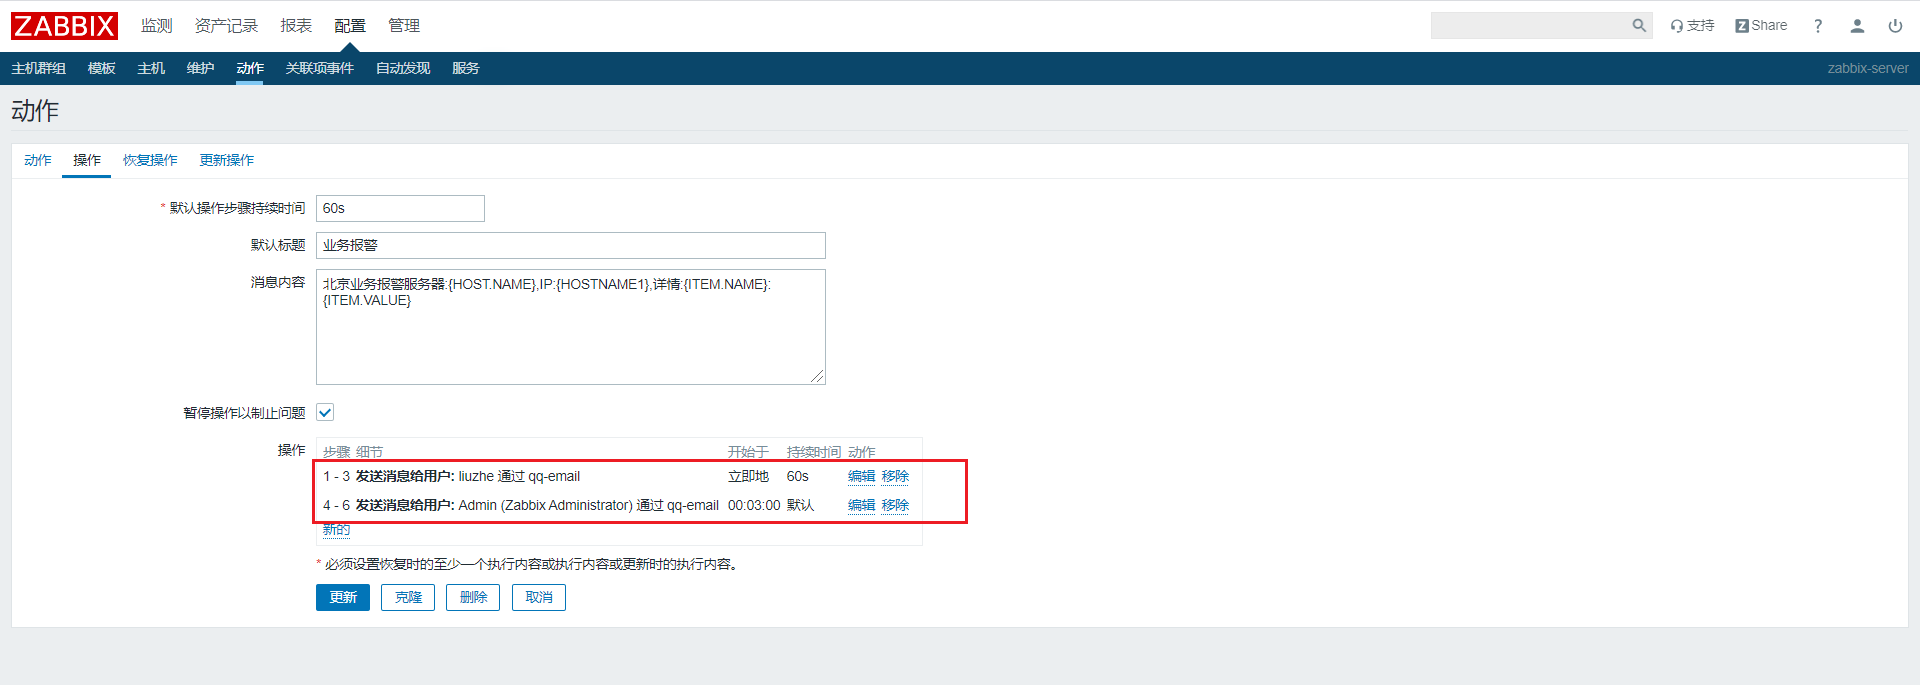 ZABBIX 监测 资产记录 报表 配置 管理 支持 Z Share ?
主机群组 模板 主机 维护 动作 关联项事件 自动发现 服务 zabbix-server
动作
动作 操作 恢复操作 更新操作
* 默认操作步骤持续时间 60s
默认标题 业务报警
消息内容 北京业务报警服务器:{HOST.NAME},IP:{HOSTNAME1},详情:{ITEM.NAME}:
{ITEM.VALUE}
暂停操作以制止问题
操作 步骤 细节 开始于 持续时间 动作
1 - 3 发送消息给用户: liuzhe 通过 qq-email 立即地 60s 编辑 移除
4 - 6 发送消息给用户: Admin (Zabbix Administrator) 通过 qq-email 00:03:00 默认 编辑 移除
新的
* 必须设置恢复时的至少一个执行内容或执行内容或更新时的执行内容。
更新 克隆 删除 取消